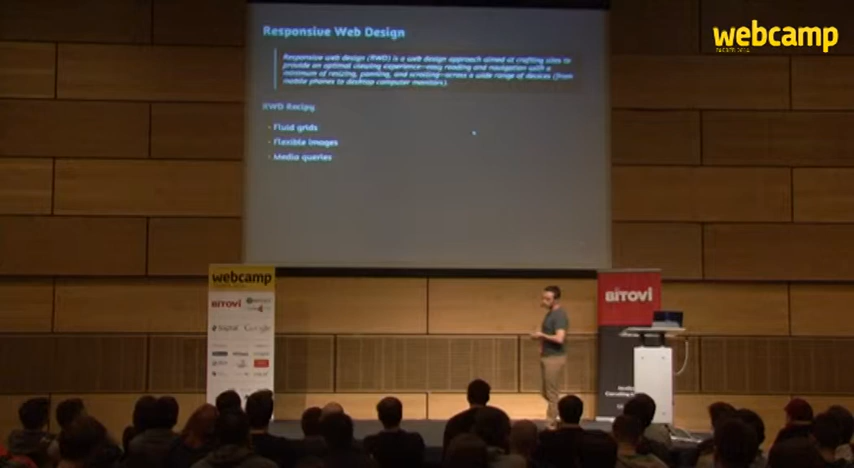 Responsive Web Design
webcamp
Responsive web design (RWD) is a web design approach aimed at crafting sites to
provide an optimal viewing experience—easy reading and navigation with a
minimum of resizing, panning, and scrolling—across a wide range of devices (from
mobile phones to desktop computer monitors).
RWD Recipy
- Fluid grids
- Flexible images
- Media queries
webcamp
BiTOVi
BiTOVi
Google